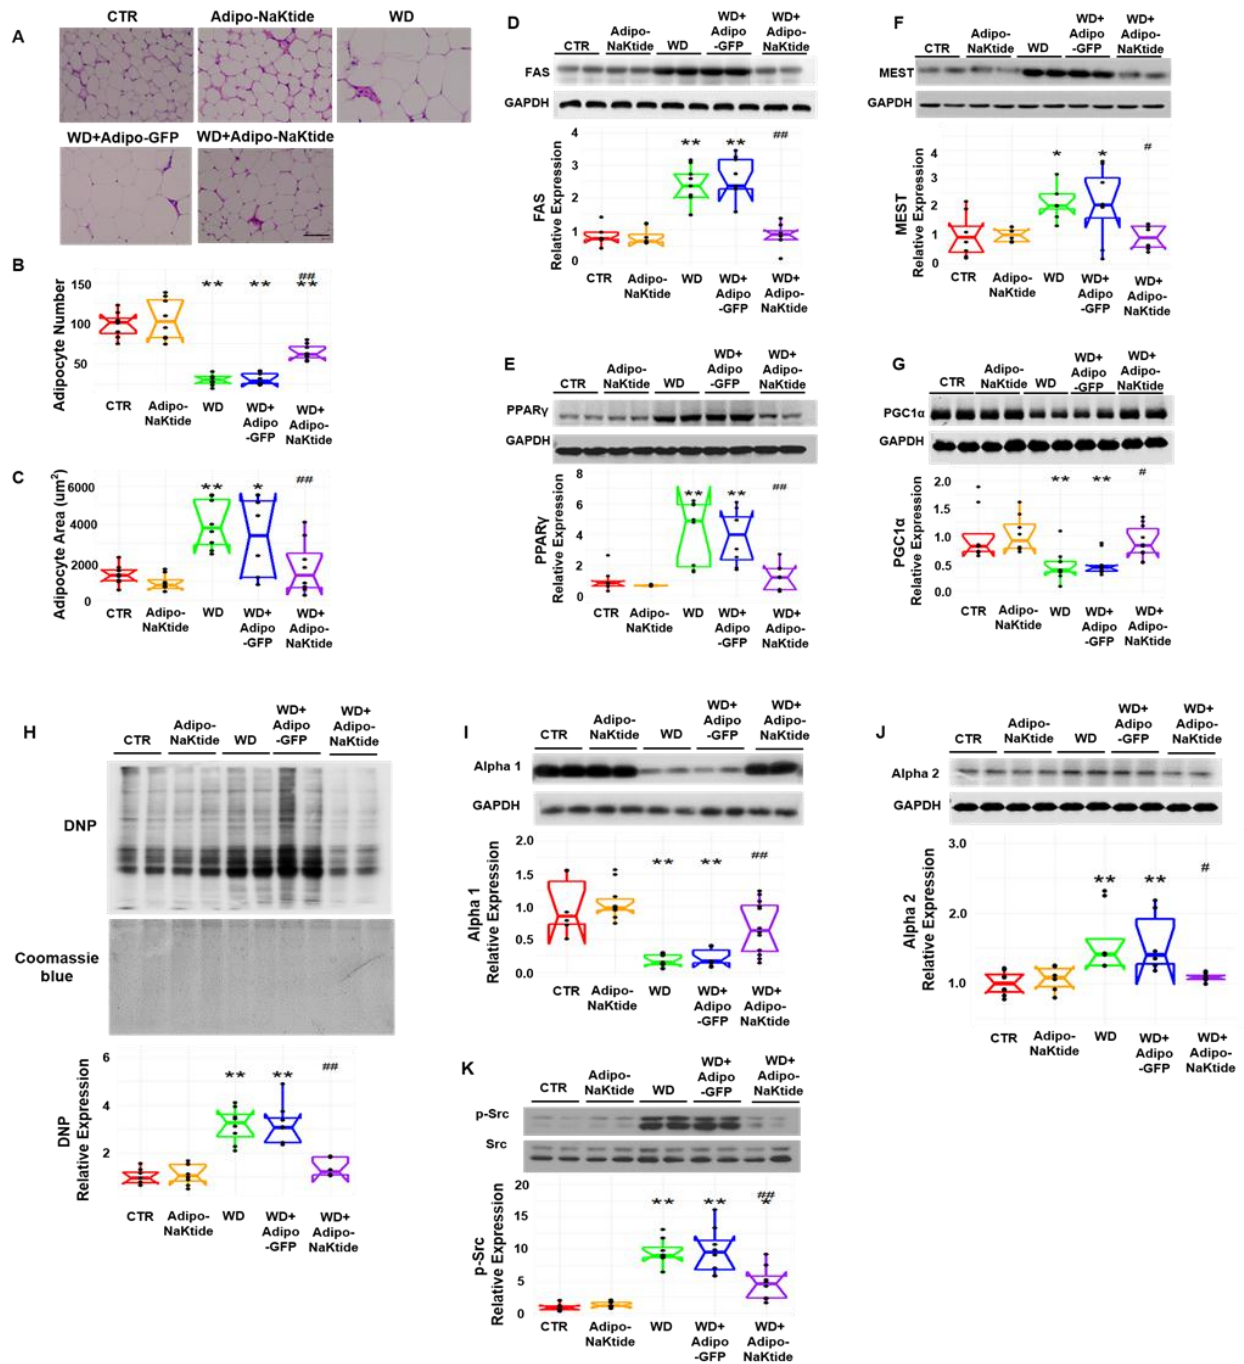 A
CTR
Adipo-NaKtide
WD
WD+Adipo-GFP
WD+Adipo-NaKtide
B
Adipocyte Number
150
100
50
**
**
##
**
CTR
Adipo-
NaKtide
WD
WD+
Adipo
-GFP
WD+
Adipo-
NaKtide
C
Adipocyte Area (um²)
6000
4000
2000
0
**
*
##
CTR
Adipo-
NaKtide
WD
WD+
Adipo
-GFP
WD+
Adipo-
NaKtide
D
CTR
Adipo-
NaKtide
WD
WD+
Adipo
-GFP
WD+
Adipo-
NaKtide
FAS
GAPDH
FAS
Relative Expression
4
3
2
1
0
**
**
##
CTR
Adipo-
NaKtide
WD
WD+
Adipo
-GFP
WD+
Adipo-
NaKtide
E
CTR
Adipo-
NaKtide
WD
WD+
Adipo
-GFP
WD+
Adipo-
NaKtide
PPARγ
GAPDH
PPARγ
Relative Expression
8
6
4
2
0
**
**
##
CTR
Adipo-
NaKtide
WD
WD+
Adipo
-GFP
WD+
Adipo-
NaKtide
F
CTR
Adipo-
NaKtide
WD
WD+
Adipo
-GFP
WD+
Adipo-
NaKtide
MEST
GAPDH
MEST
Relative Expression
4
3
2
1
0
*
*
#
CTR
Adipo-
NaKtide
WD
WD+
Adipo
-GFP
WD+
Adipo-
NaKtide
G
CTR
Adipo-
NaKtide
WD
WD+
Adipo
-GFP
WD+
Adipo-
NaKtide
PGC1α
GAPDH
PGC1α
Relative Expression
2.0
1.5
1.0
0.5
0.0
**
**
#
CTR
Adipo-
NaKtide
WD
WD+
Adipo
-GFP
WD+
Adipo-
NaKtide
H
CTR
Adipo-
NaKtide
WD
WD+
Adipo
-GFP
WD+
Adipo-
NaKtide
DNP
Coomassie
blue
DNP
Relative Expression
6
4
2
**
**
##
CTR
Adipo-
NaKtide
WD
WD+
Adipo
-GFP
WD+
Adipo-
NaKtide
I
CTR
Adipo-
NaKtide
WD
WD+
Adipo
-GFP
WD+
Adipo-
NaKtide
Alpha 1
GAPDH
Alpha 1
Relative Expression
2.0
1.5
1.0
0.5
0.0
**
**
##
CTR
Adipo-
NaKtide
WD
WD+
Adipo
-GFP
WD+
Adipo-
NaKtide
J
CTR
Adipo-
NaKtide
WD
WD+
Adipo
-GFP
WD+
Adipo-
NaKtide
Alpha 2
GAPDH
Alpha 2
Relative Expression
3.0
2.0
1.0
**
**
#
CTR
Adipo-
NaKtide
WD
WD+
Adipo
-GFP
WD+
Adipo-
NaKtide
K
CTR
Adipo-
NaKtide
WD
WD+
Adipo
-GFP
WD+
Adipo-
NaKtide
p-Src
Src
p-Src
Relative Expression
20
15
10
5
0
**
**
##
*
CTR
Adipo-
NaKtide
WD
WD+
Adipo
-GFP
WD+
Adipo-
NaKtide